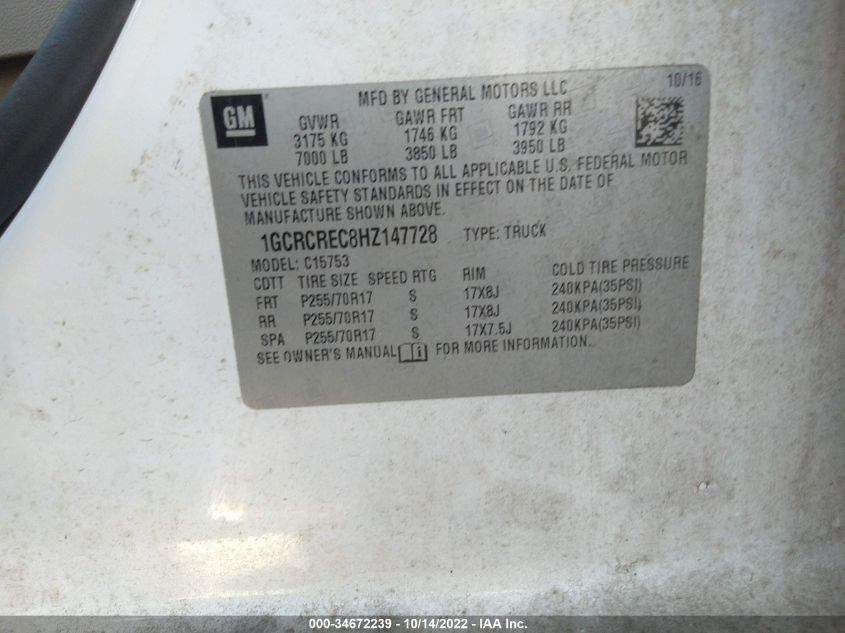 GM
MFD BY GENERAL MOTORS LLC 10/16
GVWR GAWR FRT GAWR RR
3175 KG 1746 KG 1792 KG
7000 LB 3850 LB 3950 LB
THIS VEHICLE CONFORMS TO ALL APPLICABLE U.S. FEDERAL MOTOR
VEHICLE SAFETY STANDARDS IN EFFECT ON THE DATE OF
MANUFACTURE SHOWN ABOVE.
1GCRCREC8HZ147728 TYPE: TRUCK
MODEL: C15753
CDTT TIRE SIZE SPEED RTG RIM COLD TIRE PRESSURE
FRT P255/70R17 S 17X8J 240KPA(35PSI)
RR P255/70R17 S 17X8J 240KPA(35PSI)
SPA P255/70R17 S 17X7.5J 240KPA(35PSI)
SEE OWNER'S MANUAL FOR MORE INFORMATION.
000-34672239 - 10/14/2022 - IAA Inc.